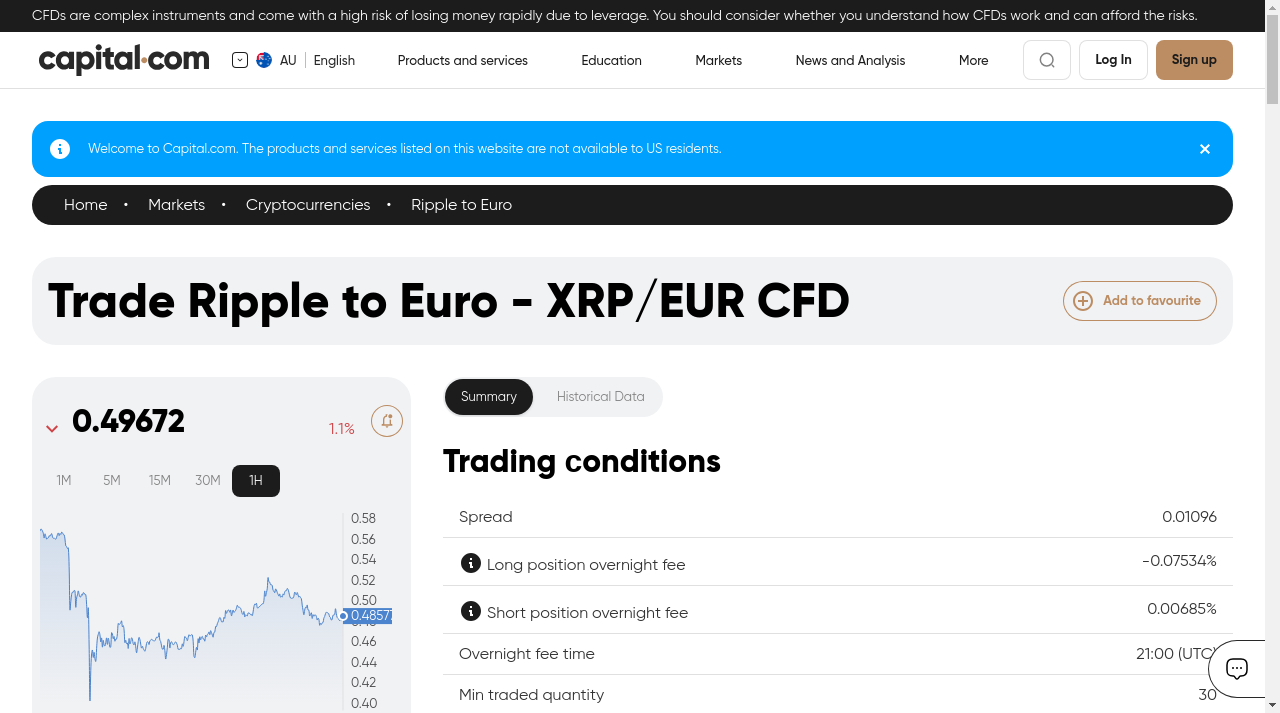 CFDs are complex instruments and come with a high risk of losing money rapidly due to leverage. You should consider whether you understand how CFDs work and can afford the risks.
capital.com
AU English
Products and services
Education
Markets
News and Analysis
More
Log In
Sign up
Welcome to Capital.com. The products and services listed on this website are not available to US residents.
Home • Markets • Cryptocurrencies • Ripple to Euro
Trade Ripple to Euro - XRP/EUR CFD
Add to favourite
0.49672
1.1%
1M 5M 15M 30M 1H
0.58
0.56
0.54
0.52
0.50
0.4857
0.46
0.44
0.42
0.40
Summary
Historical Data
Trading conditions
Spread 0.01096
Long position overnight fee -0.07534%
Short position overnight fee 0.00685%
Overnight fee time 21:00 (UTC)
Min traded quantity 30